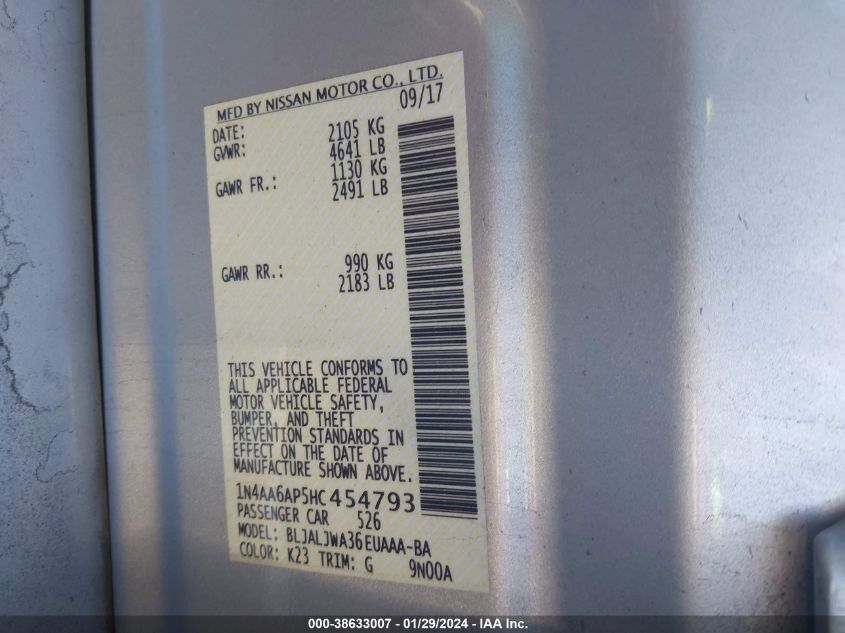 MFD BY NISSAN MOTOR CO., LTD.
DATE: 09/17
GVWR: 2105 KG
4641 LB
GAWR FR.: 1130 KG
2491 LB
GAWR RR.: 990 KG
2183 LB
THIS VEHICLE CONFORMS TO
ALL APPLICABLE FEDERAL
MOTOR VEHICLE SAFETY,
BUMPER, AND THEFT
PREVENTION STANDARDS IN
EFFECT ON THE DATE OF
MANUFACTURE SHOWN ABOVE.
1N4AA6AP5HC454793
PASSENGER CAR 526
MODEL: BLJALJWA36EUAAA-BA
COLOR: K23 TRIM: G 9N00A
000-38633007 - 01/29/2024 - IAA Inc.